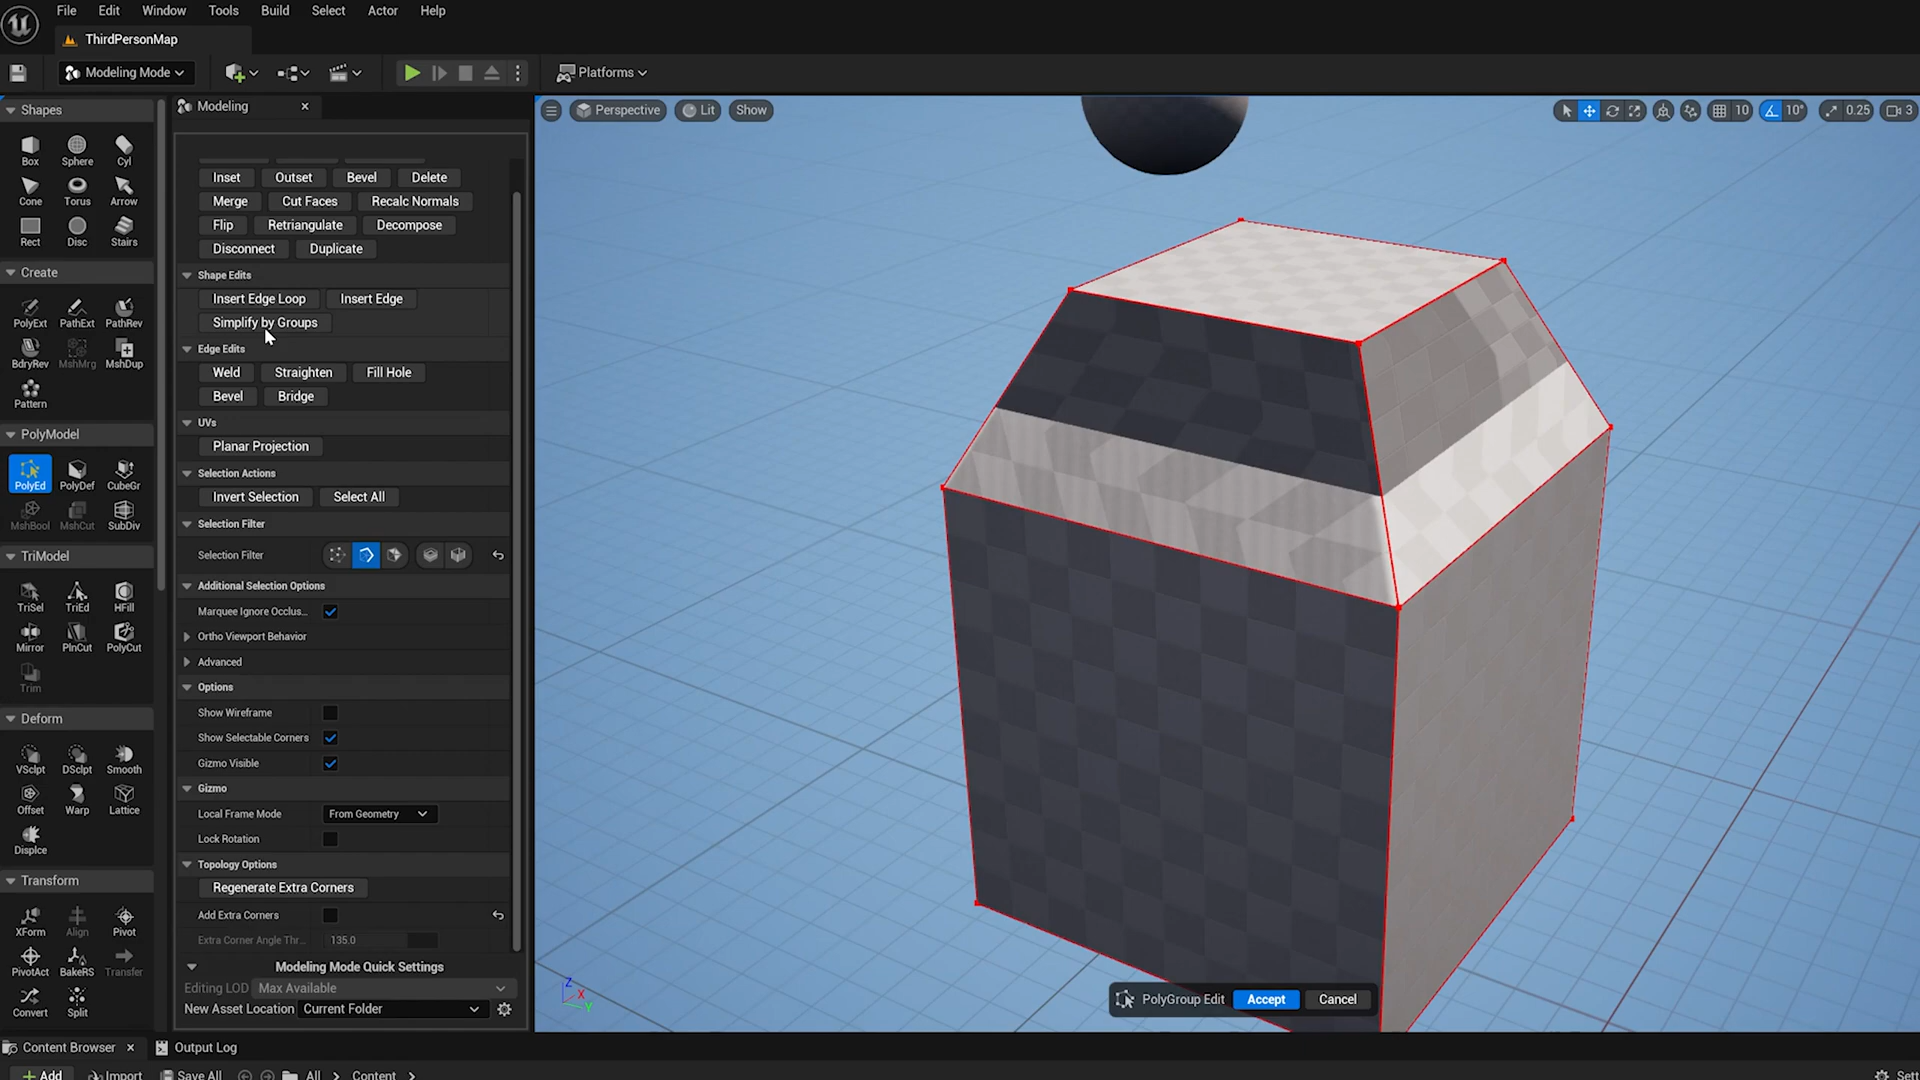 File Edit Window Tools Build Select Actor Help
ThirdPersonMap
Modeling Mode Platforms
Shapes
Box Sphere Cyl
Cone Torus Arrow
Rect Disc Stairs
Create
PolyExt PathExt PathRev
BdryRev MshMrg MshDup
Pattern
PolyModel
PolyEd PolyDef CubeGr
MshBool MshCut SubDiv
TriModel
TriSel TriEd HFill
Mirror PlnCut PolyCut
Trim
Deform
VSclpt DSclpt Smooth
Offset Warp Lattice
Displce
Transform
XForm Align Pivot
PivotAct BakeRS Transfer
Convert Split
Modeling
Inset Outset Bevel Delete
Merge Cut Faces Recalc Normals
Flip Retriangulate Decompose
Disconnect Duplicate
Shape Edits
Insert Edge Loop Insert Edge
Simplify by Groups
Edge Edits
Weld Straighten Fill Hole
Bevel Bridge
UVs
Planar Projection
Selection Actions
Invert Selection Select All
Selection Filter
Selection Filter
Additional Selection Options
Marquee Ignore Occlus...
Ortho Viewport Behavior
Advanced
Options
Show Wireframe
Show Selectable Corners
Gizmo Visible
Gizmo
Local Frame Mode From Geometry
Lock Rotation
Topology Options
Regenerate Extra Corners
Add Extra Corners
Extra Corner Angle Thr... 135.0
Modeling Mode Quick Settings
Editing LOD Max Available
New Asset Location Current Folder
Perspective Lit Show
10 10° 0.25 3
Z
X
Y
PolyGroup Edit Accept Cancel
Content Browser Output Log
Add Import Save All All Content Sett